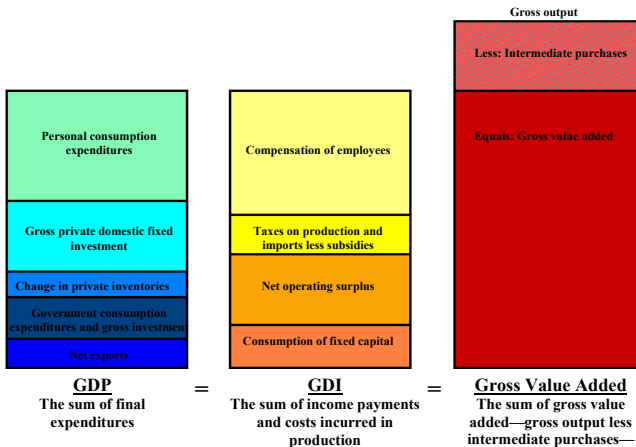 Gross output
Less: Intermediate purchases
Personal consumption
expenditures
Compensation of employees
Equals: Gross value added
Gross private domestic fixed
investment
Taxes on production and
imports less subsidies
Change in private inventories
Net operating surplus
Government consumption
expenditures and gross investment
Consumption of fixed capital
Net exports
GDP = GDI = Gross Value Added
The sum of final
expenditures
The sum of income payments
and costs incurred in
production
The sum of gross value
added—gross output less
intermediate purchases—